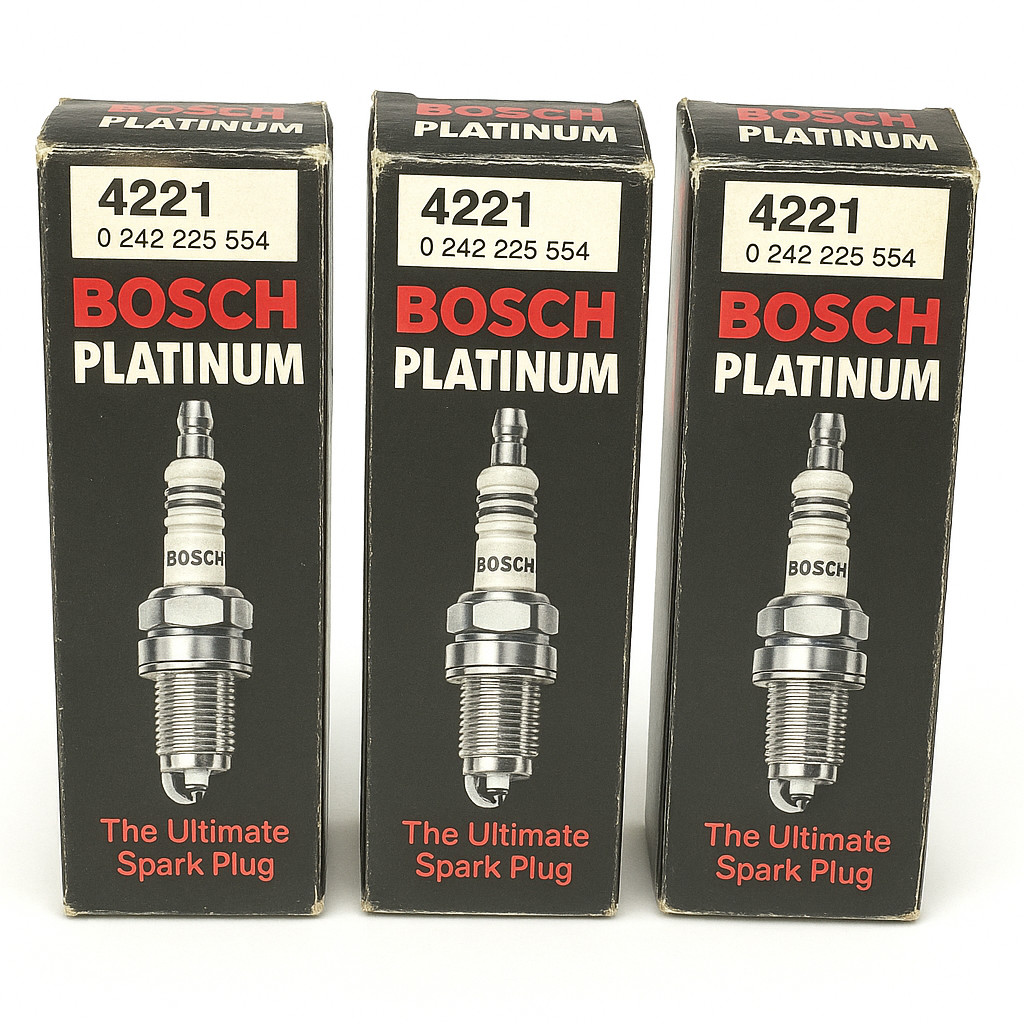 BOSCH
PLATINUM
4221
0 242 225 554
BOSCH
PLATINUM
BOSCH
The Ultimate
Spark Plug
BOSCH
PLATINUM
4221
0 242 225 554
BOSCH
PLATINUM
BOSCH
The Ultimate
Spark Plug
BOSCH
PLATINUM
4221
0 242 225 554
BOSCH
PLATINUM
BOSCH
The Ultimate
Spark Plug